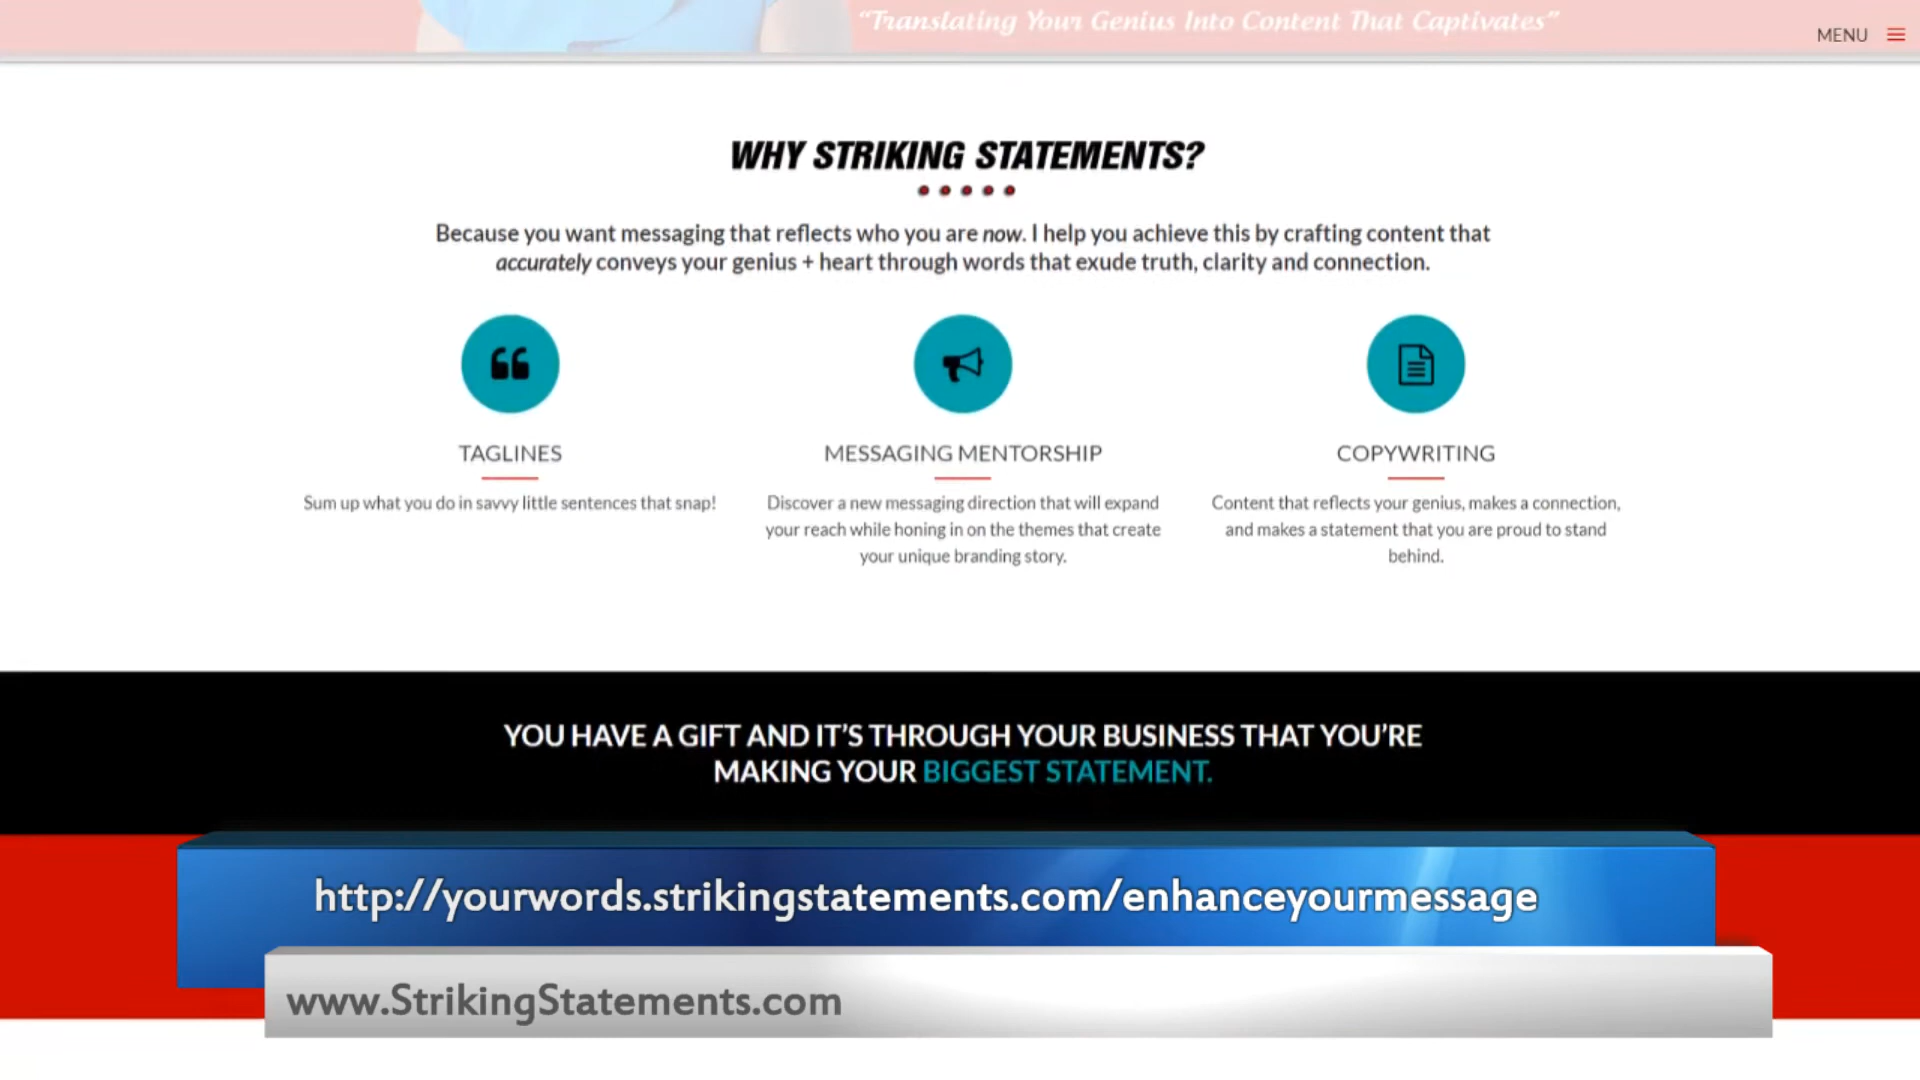 "Translating Your Genius Into Content That Captivates"
MENU
WHY STRIKING STATEMENTS?
Because you want messaging that reflects who you are now. I help you achieve this by crafting content that
accurately conveys your genius + heart through words that exude truth, clarity and connection.
TAGLINES
Sum up what you do in savvy little sentences that snap!
MESSAGING MENTORSHIP
Discover a new messaging direction that will expand
your reach while honing in on the themes that create
your unique branding story.
COPYWRITING
Content that reflects your genius, makes a connection,
and makes a statement that you are proud to stand
behind.
YOU HAVE A GIFT AND IT'S THROUGH YOUR BUSINESS THAT YOU'RE
MAKING YOUR BIGGEST STATEMENT.
http://yourwords.strikingstatements.com/enhanceyourmessage
www.StrikingStatements.com